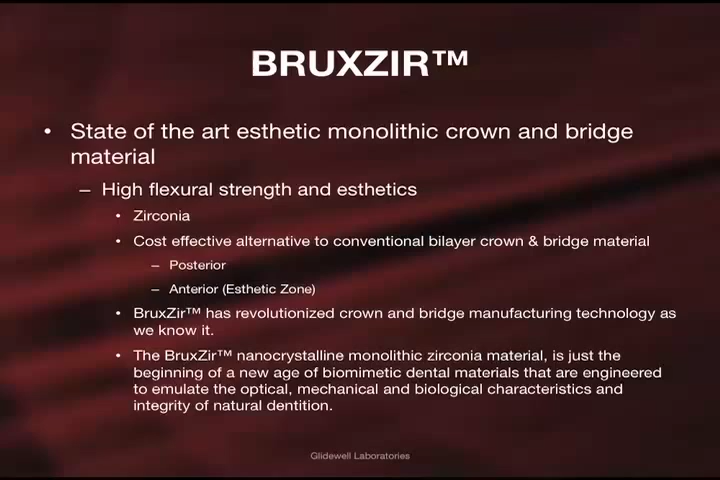 BRUXZIR™
• State of the art esthetic monolithic crown and bridge
material
– High flexural strength and esthetics
• Zirconia
• Cost effective alternative to conventional bilayer crown & bridge material
– Posterior
– Anterior (Esthetic Zone)
• BruxZir™ has revolutionized crown and bridge manufacturing technology as
we know it.
• The BruxZir™ nanocrystalline monolithic zirconia material, is just the
beginning of a new age of biomimetic dental materials that are engineered
to emulate the optical, mechanical and biological characteristics and
integrity of natural dentition.
Glidewell Laboratories